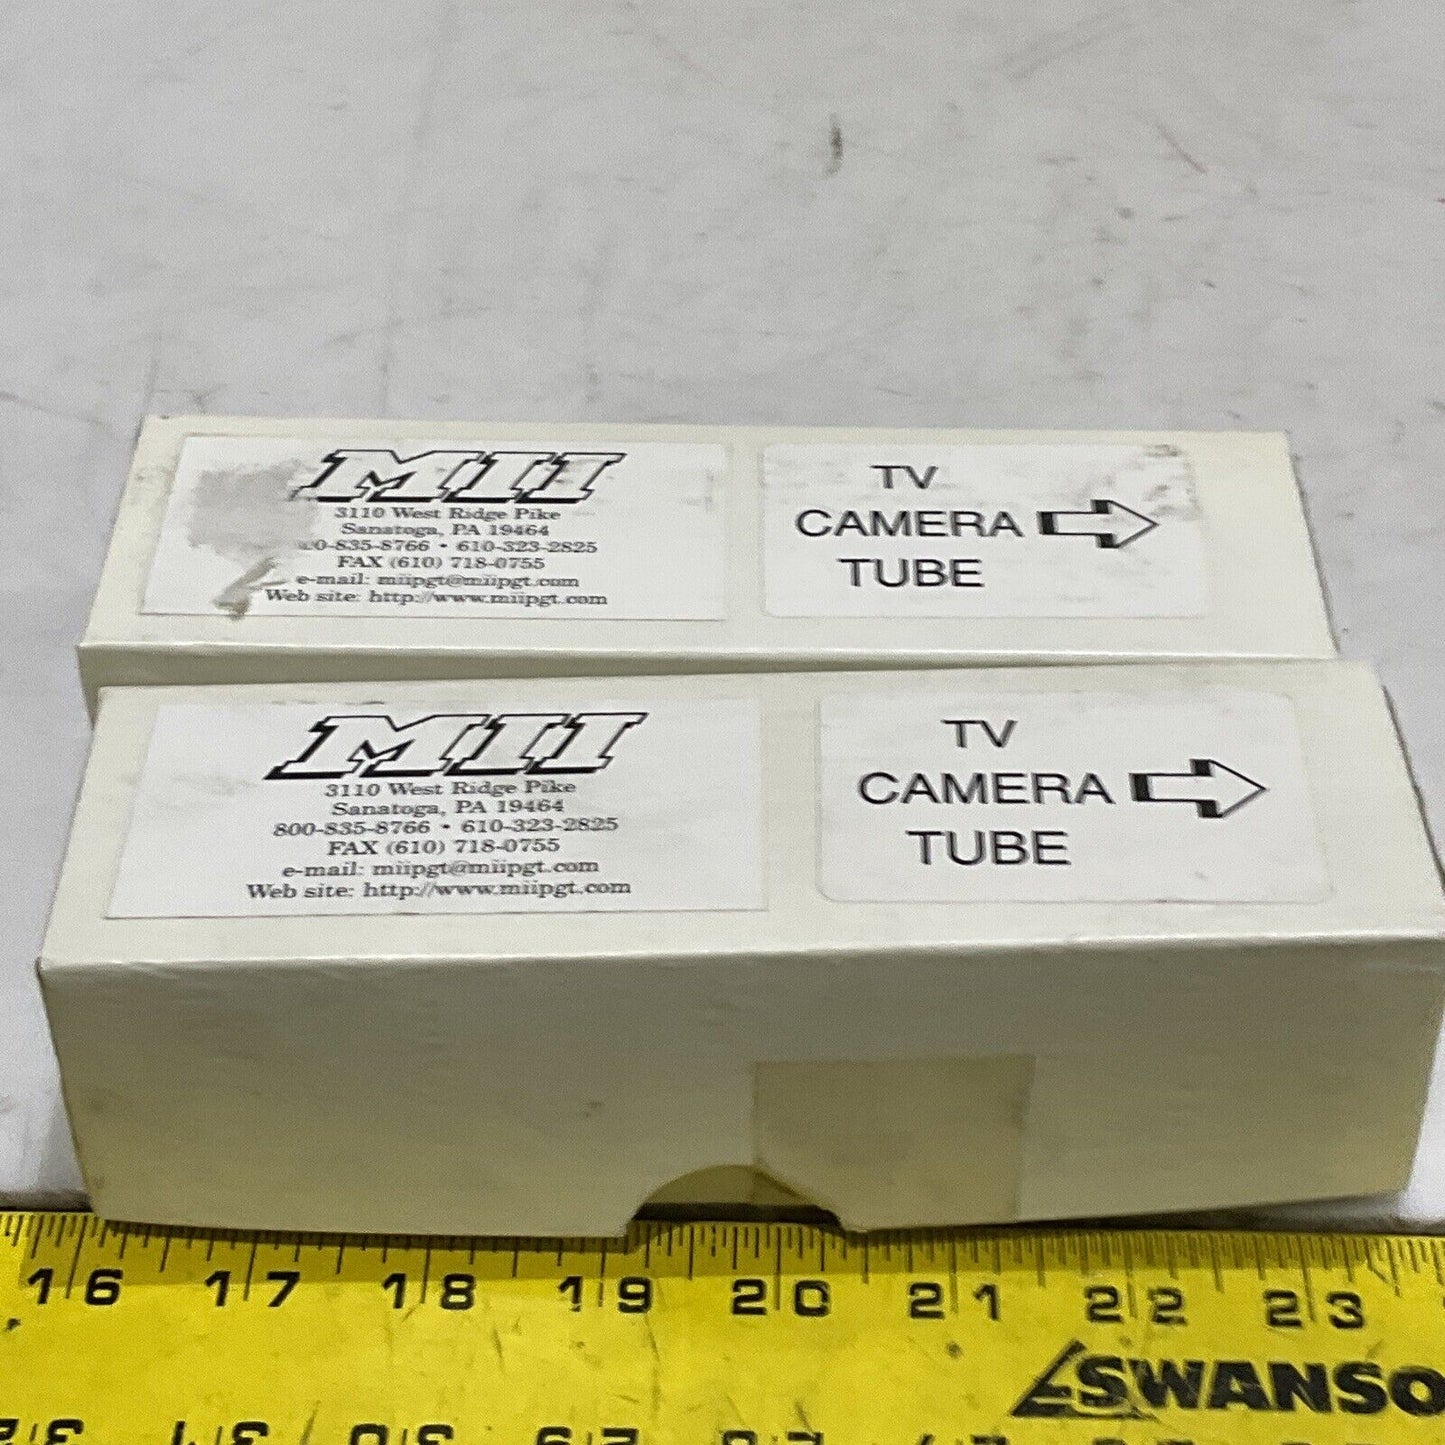 MII
3110 West Ridge Pike
Sanatoga, PA 19464
0-835-8766 • 610-323-2825
FAX (610) 718-0755
e-mail: miipgt@miipgt.com
Web site: http://www.miipgt.com
TV
CAMERA
TUBE
MII
3110 West Ridge Pike
Sanatoga, PA 19464
800-835-8766 • 610-323-2825
FAX (610) 718-0755
e-mail: miipgt@miipgt.com
Web site: http://www.miipgt.com
TV
CAMERA
TUBE
16 17 18 19 20 21 22 23
SWANSO